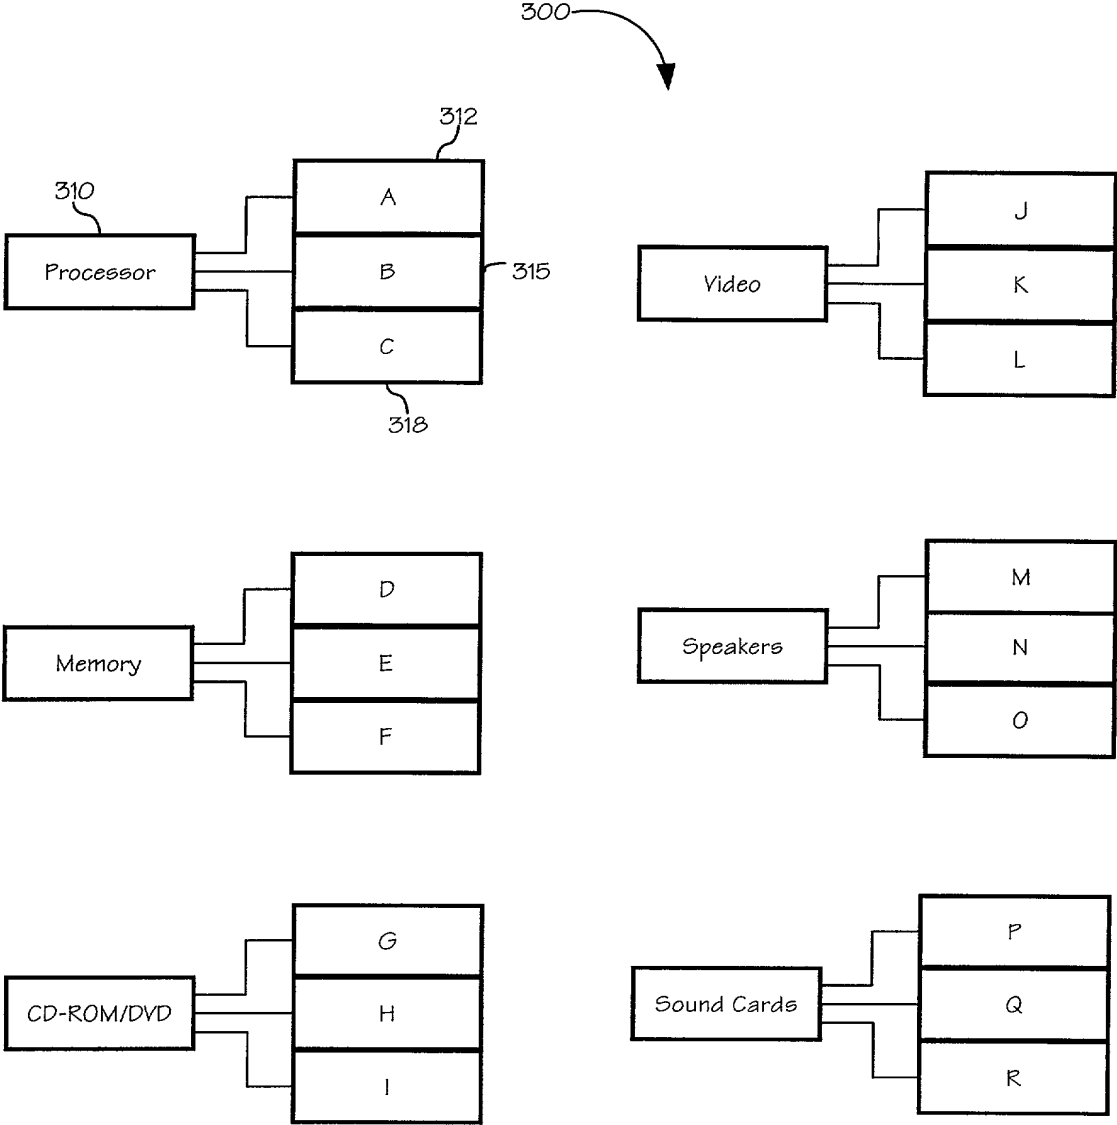 300
312
310
A
Processor
B
315
C
318
J
Video
K
L
D
Memory
E
F
M
Speakers
N
O
G
CD-ROM/DVD
H
I
P
Sound Cards
Q
R